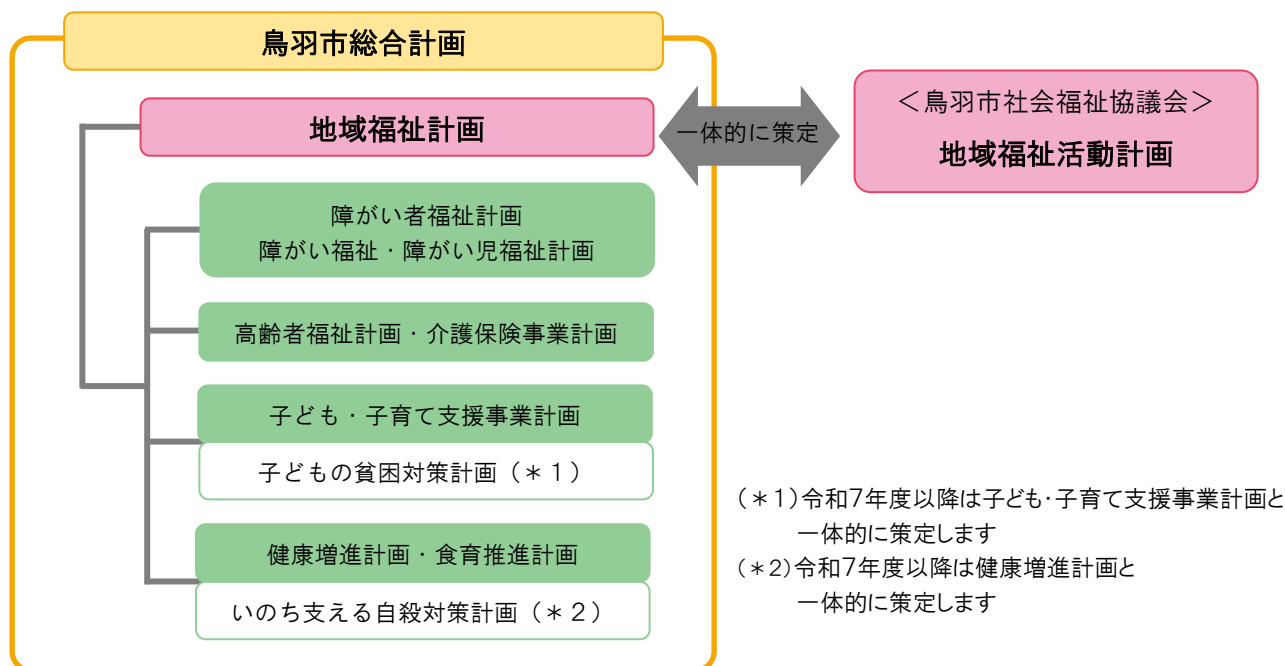 鳥羽市総合計画
地域福祉計画
一体的に策定
＜鳥羽市社会福祉協議会＞
地域福祉活動計画
障がい者福祉計画
障がい福祉・障がい児福祉計画
高齢者福祉計画・介護保険事業計画
子ども・子育て支援事業計画
子どもの貧困対策計画（＊１）
健康増進計画・食育推進計画
いのち支える自殺対策計画（＊２）
（＊1）令和7年度以降は子ども・子育て支援事業計画と
一体的に策定します
（＊2）令和7年度以降は健康増進計画と
一体的に策定します